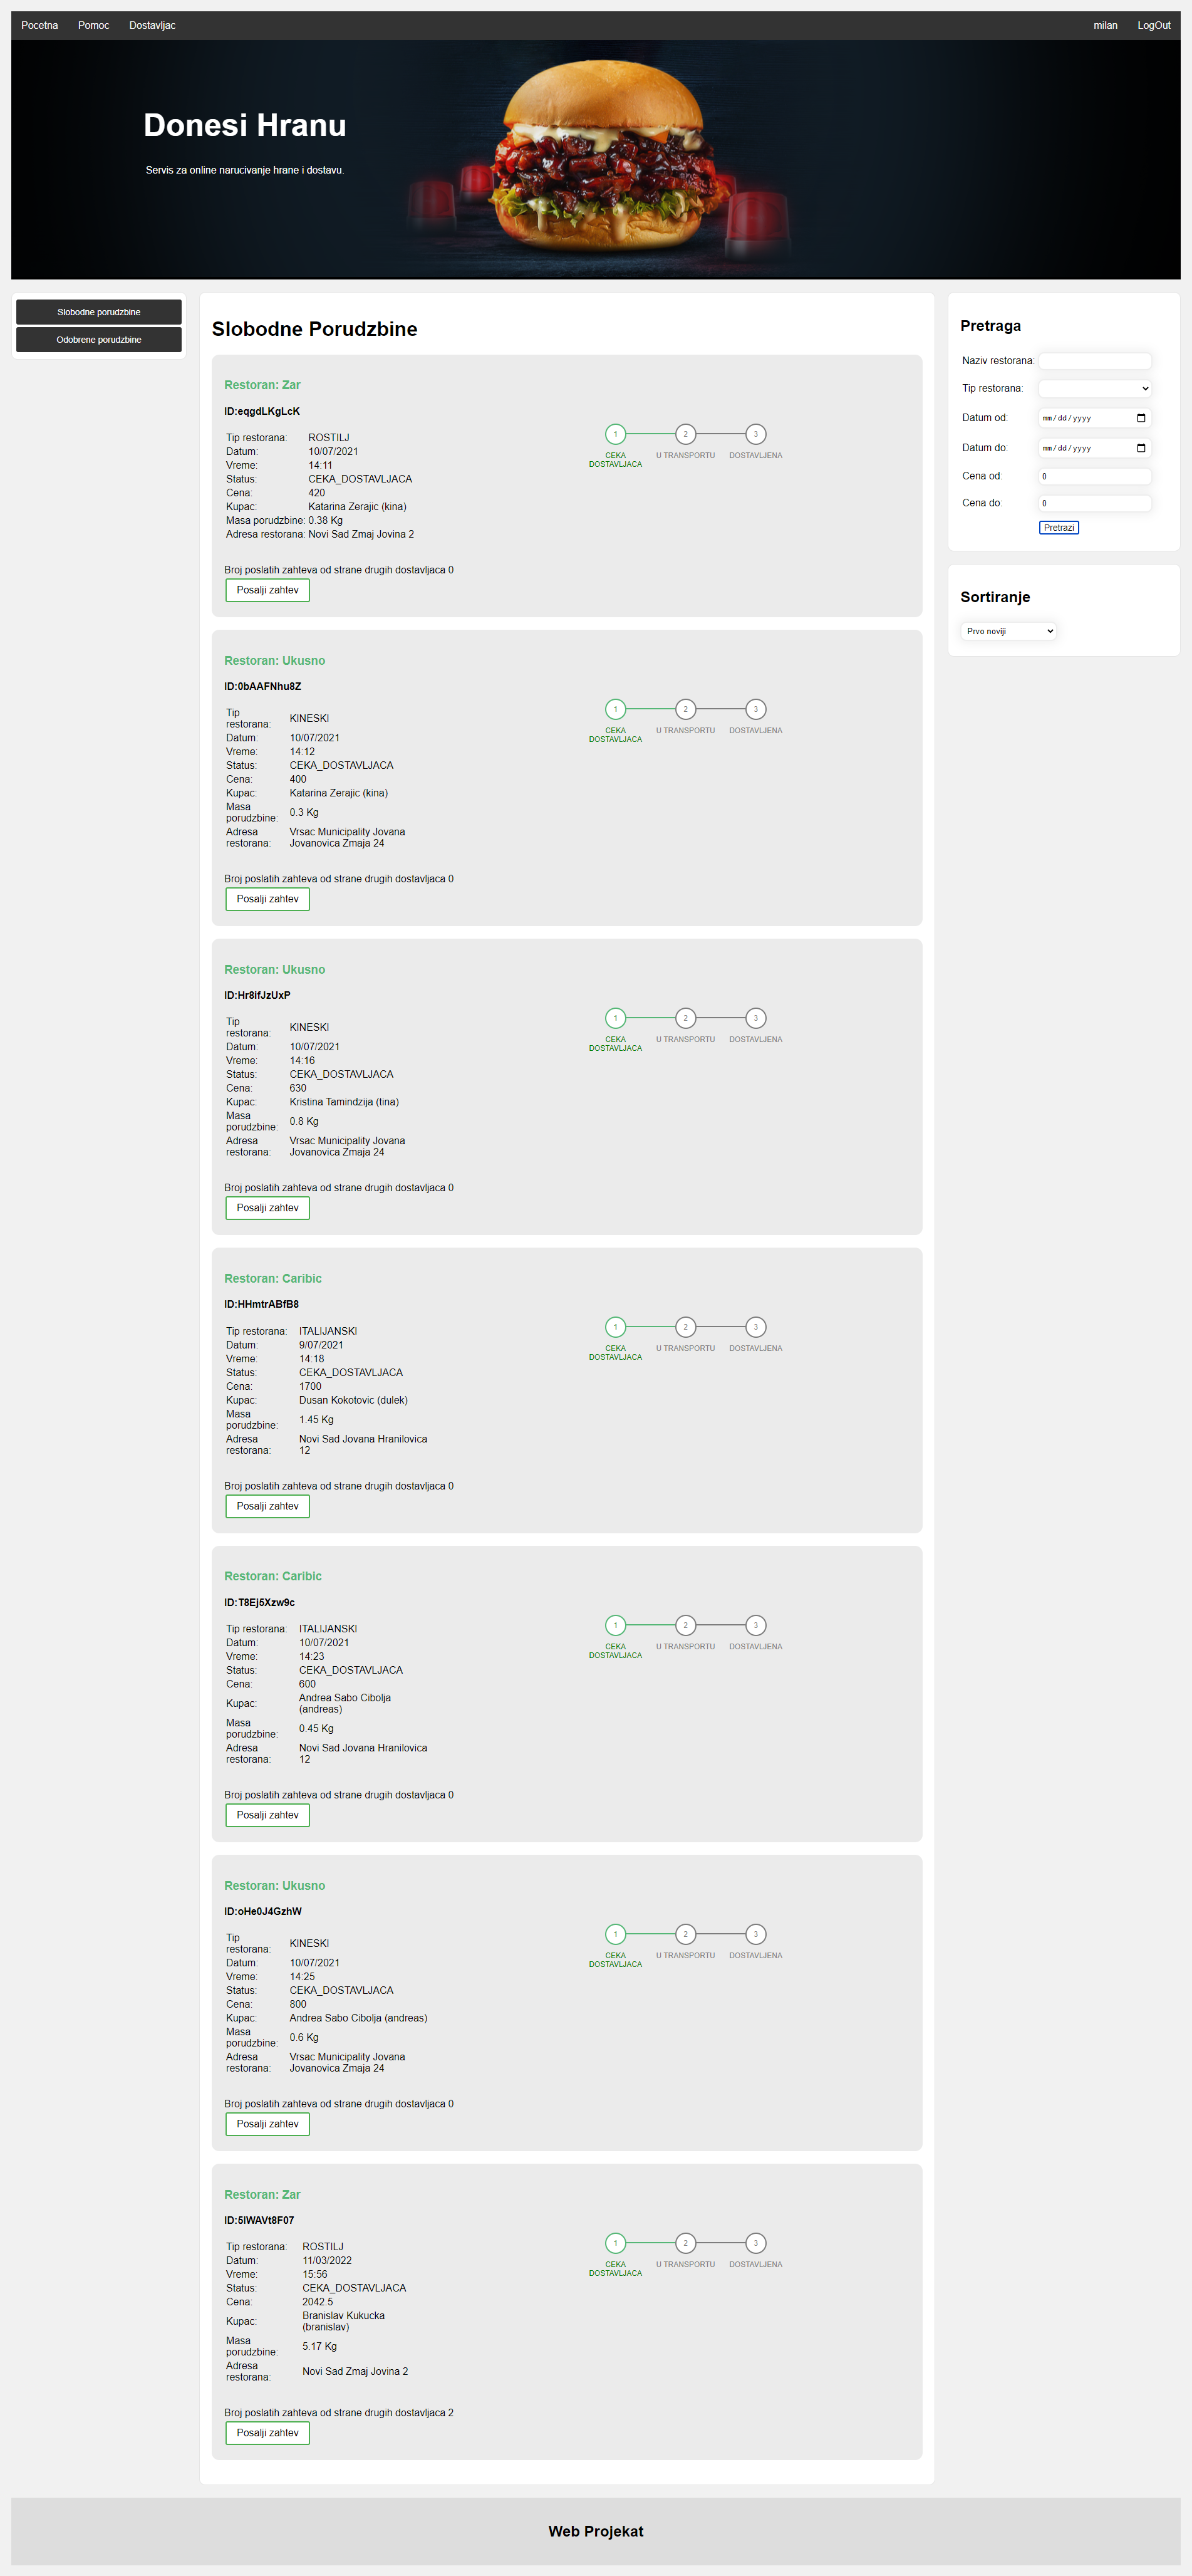 Pocetna Pomoc Dostavljac milan LogOut
Donesi Hranu
Servis za online narucivanje hrane i dostavu.
Slobodne porudzbine
Odobrene porudzbine
Slobodne Porudzbine
Restoran: Zar
ID:eqgdLKgLcK
Tip restorana: ROSTILJ
Datum: 10/07/2021
Vreme: 14:11
Status: CEKA_DOSTAVLJACA
Cena: 420
Kupac: Katarina Zerajic (kina)
Masa porudzbine: 0.38 Kg
Adresa restorana: Novi Sad Zmaj Jovina 2
1 2 3
CEKA U TRANSPORTU DOSTAVLJENA
DOSTAVLJACA
Broj poslatih zahteva od strane drugih dostavljaca 0
Posalji zahtev
Restoran: Ukusno
ID:0bAAFNhu8Z
Tip
restorana: KINESKI
Datum: 10/07/2021
Vreme: 14:12
Status: CEKA_DOSTAVLJACA
Cena: 400
Kupac: Katarina Zerajic (kina)
Masa
porudzbine: 0.3 Kg
Adresa Vrsac Municipality Jovana
restorana: Jovanovica Zmaja 24
1 2 3
CEKA U TRANSPORTU DOSTAVLJENA
DOSTAVLJACA
Broj poslatih zahteva od strane drugih dostavljaca 0
Posalji zahtev
Restoran: Ukusno
ID:Hr8ifJzUxP
Tip
restorana: KINESKI
Datum: 10/07/2021
Vreme: 14:16
Status: CEKA_DOSTAVLJACA
Cena: 630
Kupac: Kristina Tamindzija (tina)
Masa
porudzbine: 0.8 Kg
Adresa Vrsac Municipality Jovana
restorana: Jovanovica Zmaja 24
1 2 3
CEKA U TRANSPORTU DOSTAVLJENA
DOSTAVLJACA
Broj poslatih zahteva od strane drugih dostavljaca 0
Posalji zahtev
Restoran: Caribic
ID:HHmtrABfB8
Tip restorana: ITALIJANSKI
Datum: 9/07/2021
Vreme: 14:18
Status: CEKA_DOSTAVLJACA
Cena: 1700
Kupac: Dusan Kokotovic (dulek)
Masa
porudzbine: 1.45 Kg
Adresa Novi Sad Jovana Hranilovica
restorana: 12
1 2 3
CEKA U TRANSPORTU DOSTAVLJENA
DOSTAVLJACA
Broj poslatih zahteva od strane drugih dostavljaca 0
Posalji zahtev
Restoran: Caribic
ID:T8Ej5Xzw9c
Tip restorana: ITALIJANSKI
Datum: 10/07/2021
Vreme: 14:23
Status: CEKA_DOSTAVLJACA
Cena: 600
Kupac: Andrea Sabo Cibolja
(andreas)
Masa
porudzbine: 0.45 Kg
Adresa Novi Sad Jovana Hranilovica
restorana: 12
1 2 3
CEKA U TRANSPORTU DOSTAVLJENA
DOSTAVLJACA
Broj poslatih zahteva od strane drugih dostavljaca 0
Posalji zahtev
Restoran: Ukusno
ID:oHe0J4GzhW
Tip
restorana: KINESKI
Datum: 10/07/2021
Vreme: 14:25
Status: CEKA_DOSTAVLJACA
Cena: 800
Kupac: Andrea Sabo Cibolja (andreas)
Masa
porudzbine: 0.6 Kg
Adresa Vrsac Municipality Jovana
restorana: Jovanovica Zmaja 24
1 2 3
CEKA U TRANSPORTU DOSTAVLJENA
DOSTAVLJACA
Broj poslatih zahteva od strane drugih dostavljaca 0
Posalji zahtev
Restoran: Zar
ID:5lWAVt8F07
Tip restorana: ROSTILJ
Datum: 11/03/2022
Vreme: 15:56
Status: CEKA_DOSTAVLJACA
Cena: 2042.5
Kupac: Branislav Kukucka
(branislav)
Masa
porudzbine: 5.17 Kg
Adresa
restorana: Novi Sad Zmaj Jovina 2
1 2 3
CEKA U TRANSPORTU DOSTAVLJENA
DOSTAVLJACA
Broj poslatih zahteva od strane drugih dostavljaca 2
Posalji zahtev
Pretraga
Naziv restorana:
Tip restorana:
Datum od: mm/dd/yyyy
Datum do: mm/dd/yyyy
Cena od: 0
Cena do: 0
Pretrazi
Sortiranje
Prvo noviji
Web Projekat